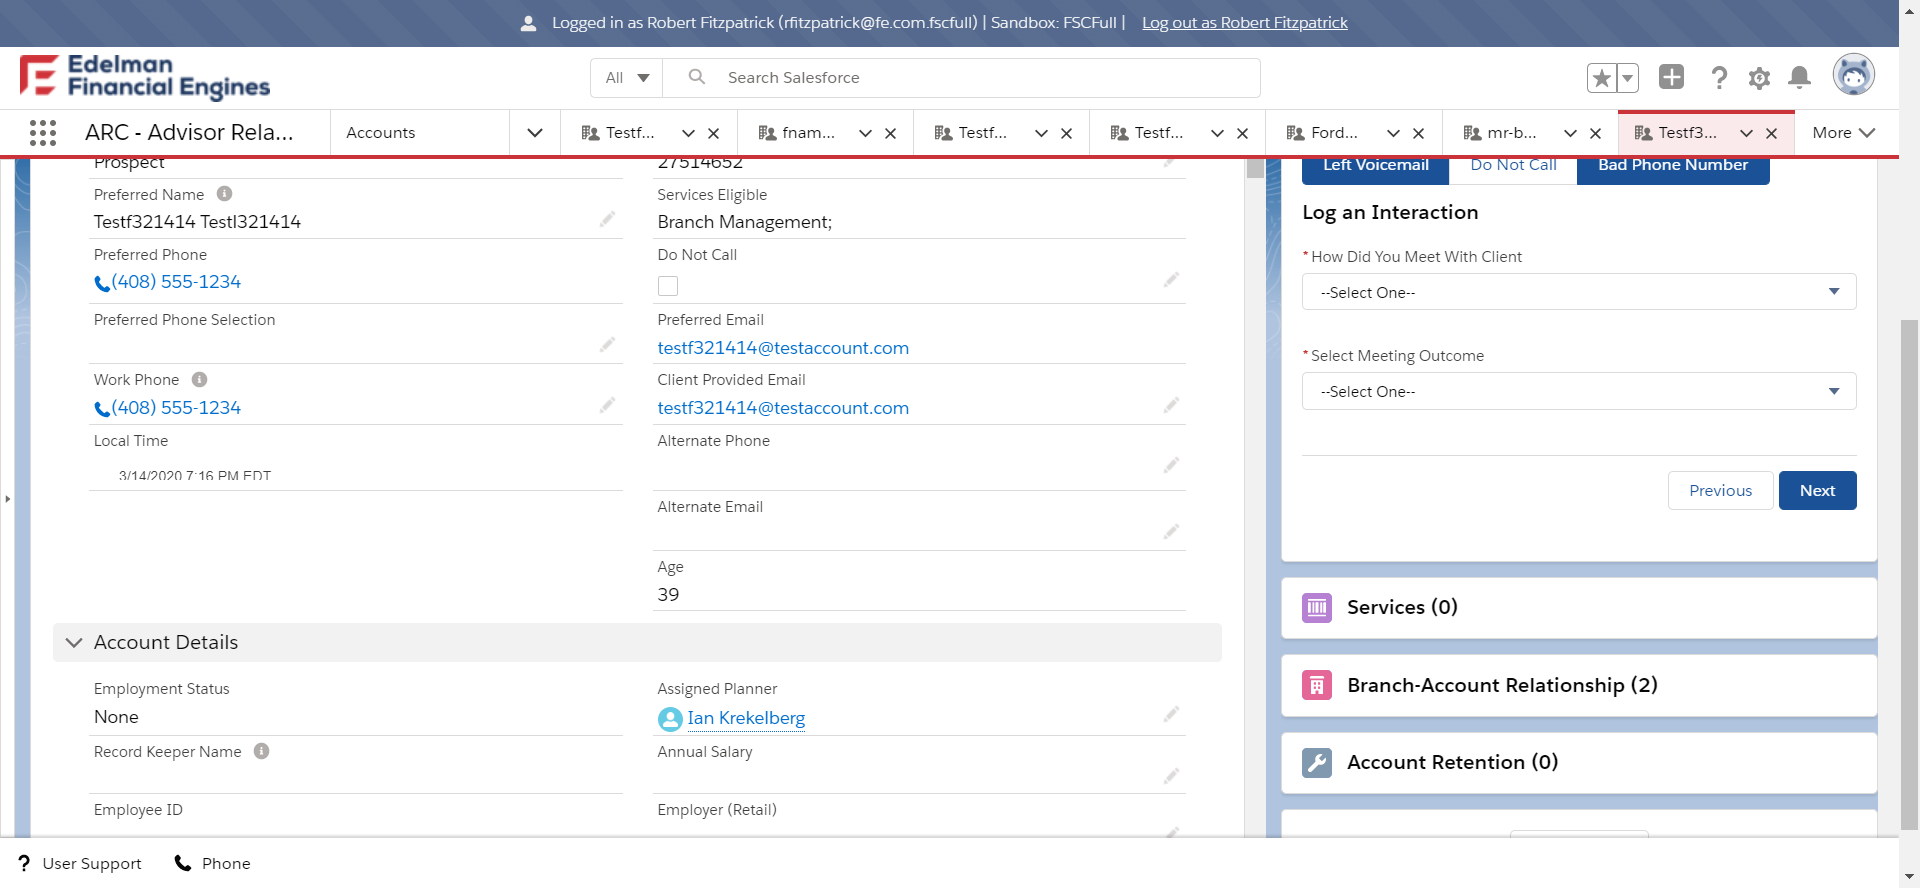 Logged in as Robert Fitzpatrick (rfitzpatrick@fe.com.fscfull) | Sandbox: FSCFull | Log out as Robert Fitzpatrick
Edelman
Financial Engines
All
Search Salesforce
ARC - Advisor Rela...
Accounts
Testf...
fnam...
Testf...
Testf...
Ford...
mr-b...
Testf3...
More
Prospect
27514652
Preferred Name
Testf321414 Testl321414
Services Eligible
Branch Management;
Preferred Phone
(408) 555-1234
Do Not Call
Preferred Phone Selection
Preferred Email
testf321414@testaccount.com
Work Phone
(408) 555-1234
Client Provided Email
testf321414@testaccount.com
Local Time
3/14/2020 7:16 PM EDT
Alternate Phone
Alternate Email
Age
39
Account Details
Employment Status
None
Assigned Planner
Ian Krekelberg
Record Keeper Name
Annual Salary
Employee ID
Employer (Retail)
Left Voicemail
Do Not Call
Bad Phone Number
Log an Interaction
*How Did You Meet With Client
--Select One--
*Select Meeting Outcome
--Select One--
Previous
Next
Services (0)
Branch-Account Relationship (2)
Account Retention (0)
? User Support
Phone